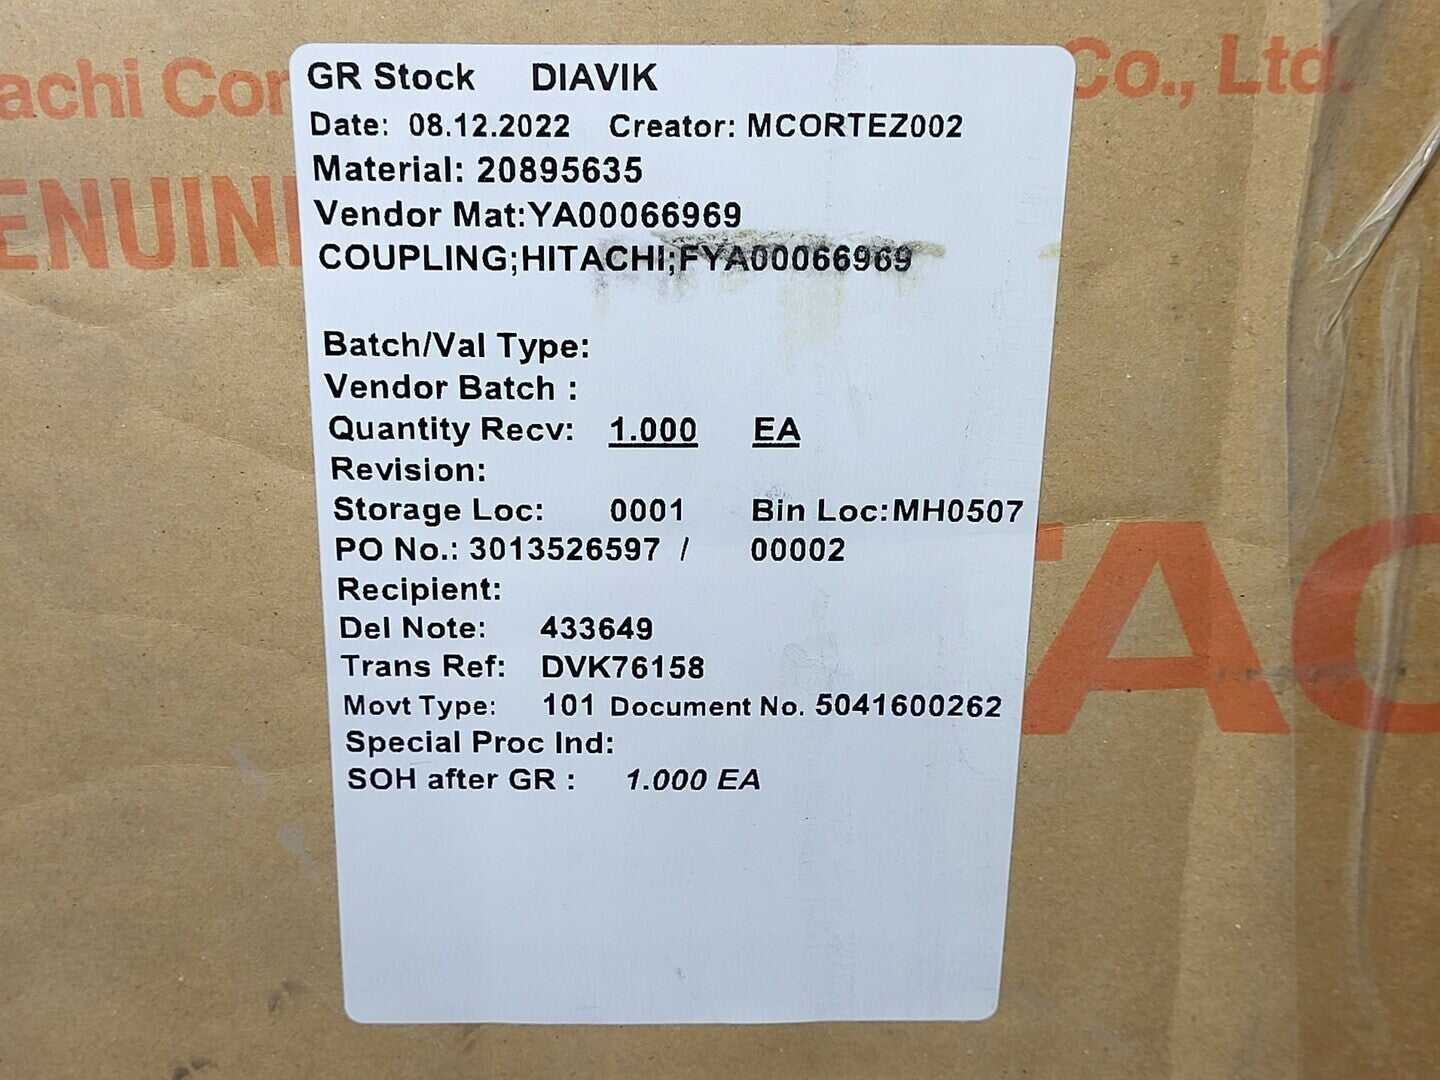 achi Co Co., Ltd.
ENUIN
TAC
GR Stock DIAVIK
Date: 08.12.2022 Creator: MCORTEZ002
Material: 20895635
Vendor Mat:YA00066969
COUPLING;HITACHI;FYA00066969
Batch/Val Type:
Vendor Batch :
Quantity Recv: 1.000 EA
Revision:
Storage Loc: 0001 Bin Loc:MH0507
PO No.: 3013526597 / 00002
Recipient:
Del Note: 433649
Trans Ref: DVK76158
Movt Type: 101 Document No. 5041600262
Special Proc Ind:
SOH after GR : 1.000 EA